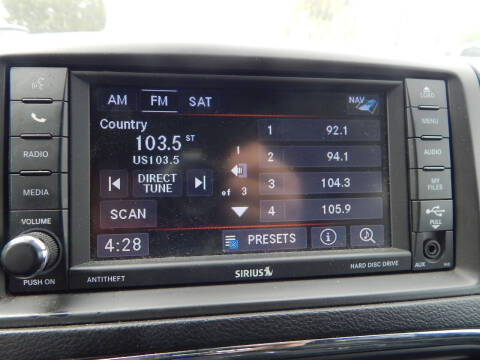 AM FM SAT NAV
Country
103.5 ST
US103.5
DIRECT
TUNE
SCAN
4:28
1
of 3
1 92.1
2 94.1
3 104.3
4 105.9
PRESETS
i
RADIO
MEDIA
VOLUME
PUSH ON
ANTITHEFT
SIRIUS
HARD DISC DRIVE
LOAD
MENU
AUDIO
MY
FILES
PULL
AUX